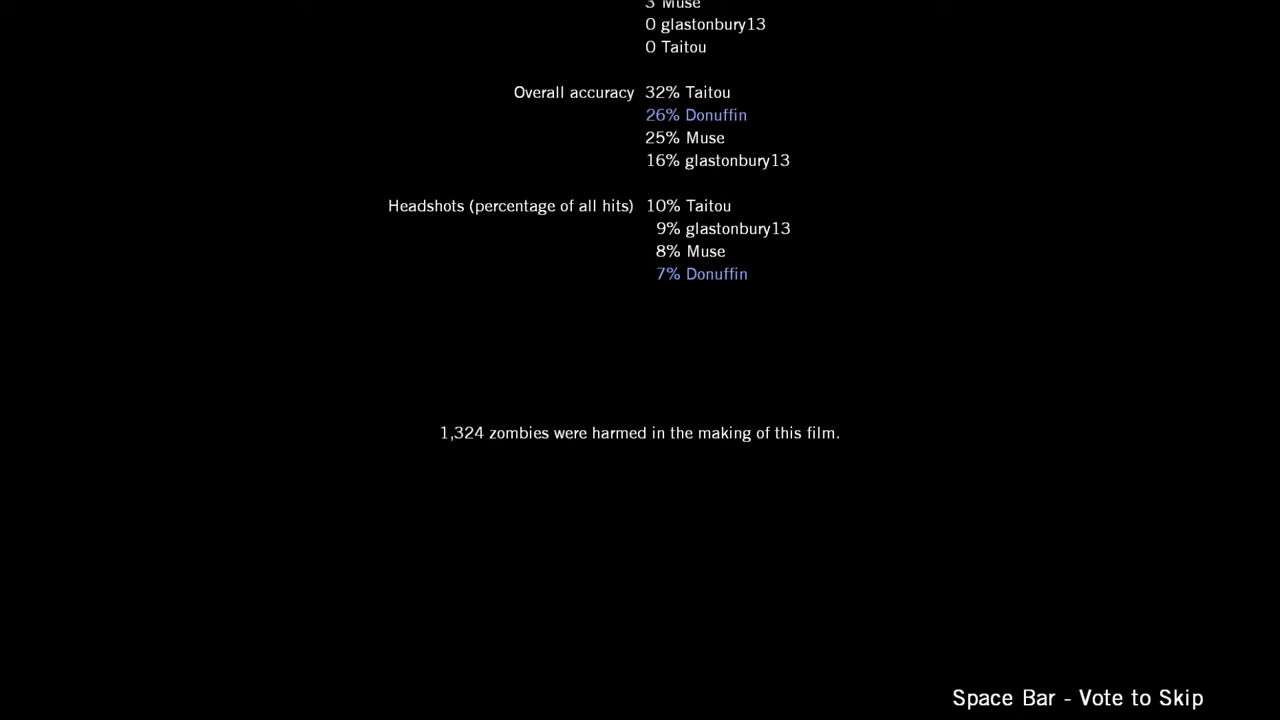 3 Muse
0 glastonbury13
0 Taitou
Overall accuracy 32% Taitou
26% Donuffin
25% Muse
16% glastonbury13
Headshots (percentage of all hits) 10% Taitou
9% glastonbury13
8% Muse
7% Donuffin
1,324 zombies were harmed in the making of this film.
Space Bar - Vote to Skip